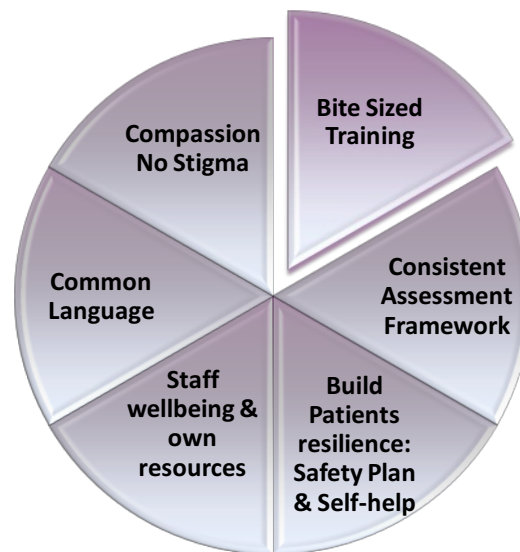 Bite Sized
Training
Consistent
Assessment
Framework
Build
Patients
resilience:
Safety Plan
& Self-help
Staff
wellbeing &
own
resources
Common
Language
Compassion
No Stigma